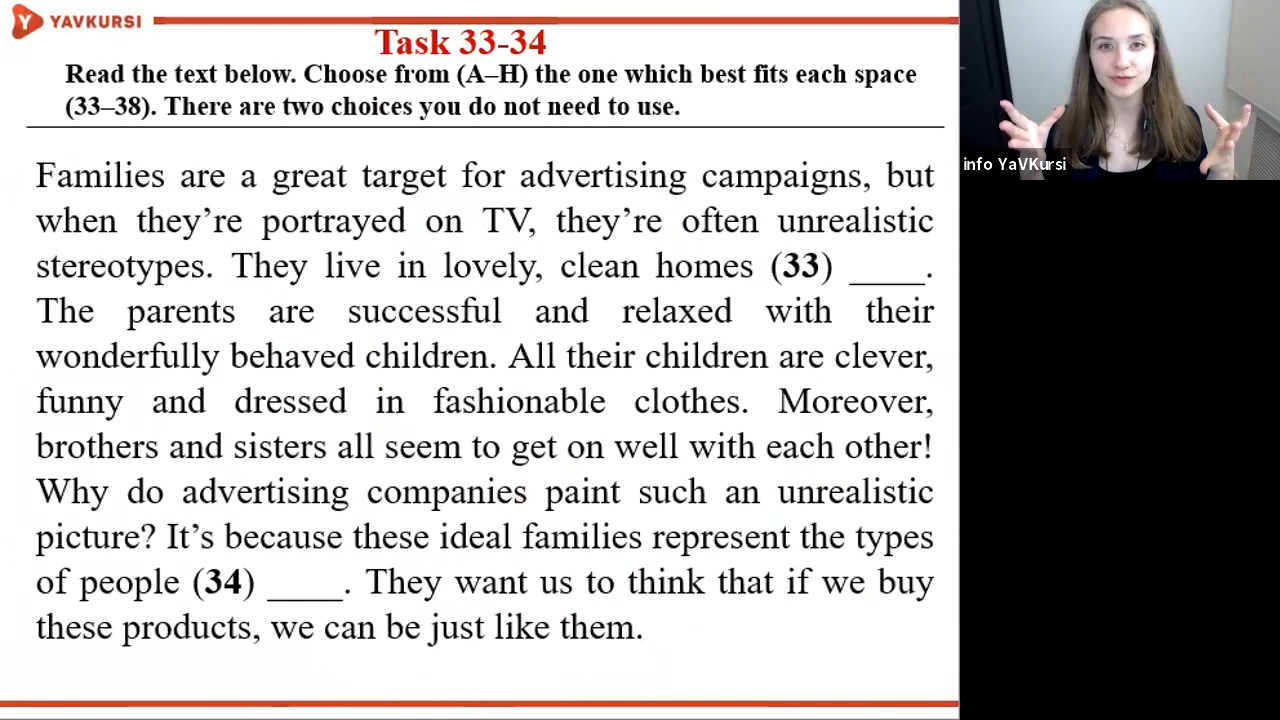 YAVKURSI
Task 33-34
Read the text below. Choose from (A–H) the one which best fits each space
(33–38). There are two choices you do not need to use.
Families are a great target for advertising campaigns, but
when they’re portrayed on TV, they’re often unrealistic
stereotypes. They live in lovely, clean homes (33) ____.
The parents are successful and relaxed with their
wonderfully behaved children. All their children are clever,
funny and dressed in fashionable clothes. Moreover,
brothers and sisters all seem to get on well with each other!
Why do advertising companies paint such an unrealistic
picture? It’s because these ideal families represent the types
of people (34) ____. They want us to think that if we buy
these products, we can be just like them.
info YaVKursi